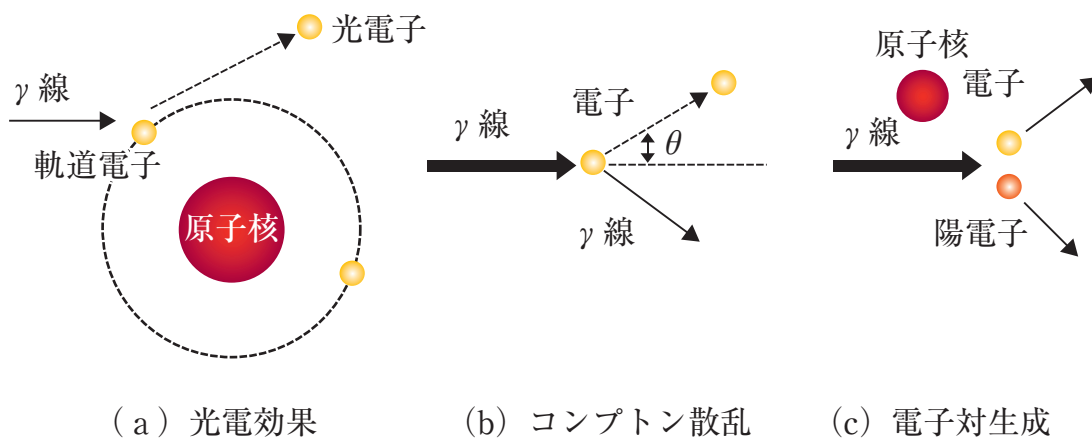 光電子
γ 線
軌道電子
原子核
(a) 光電効果
電子
γ 線
θ
γ 線
(b) コンプトン散乱
原子核
電子
γ 線
陽電子
(c) 電子対生成